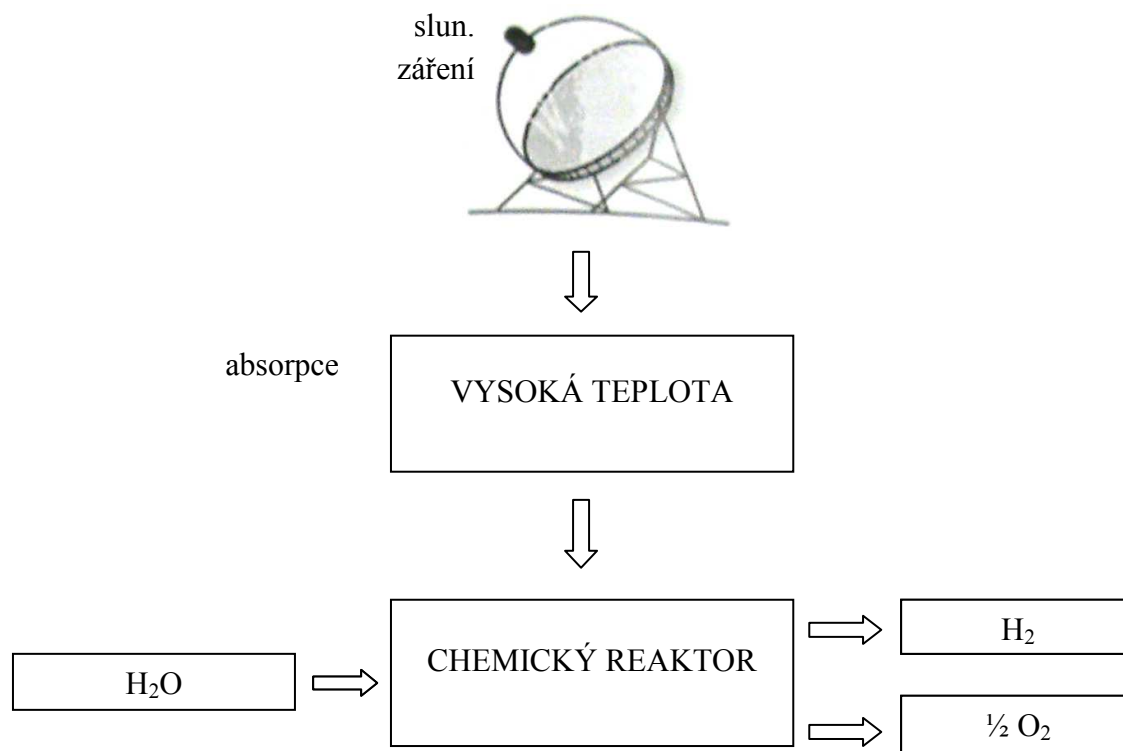 slun.
záření
absorpce
VYSOKÁ TEPLOTA
CHEMICKÝ REAKTOR
H₂O
H₂
½ O₂